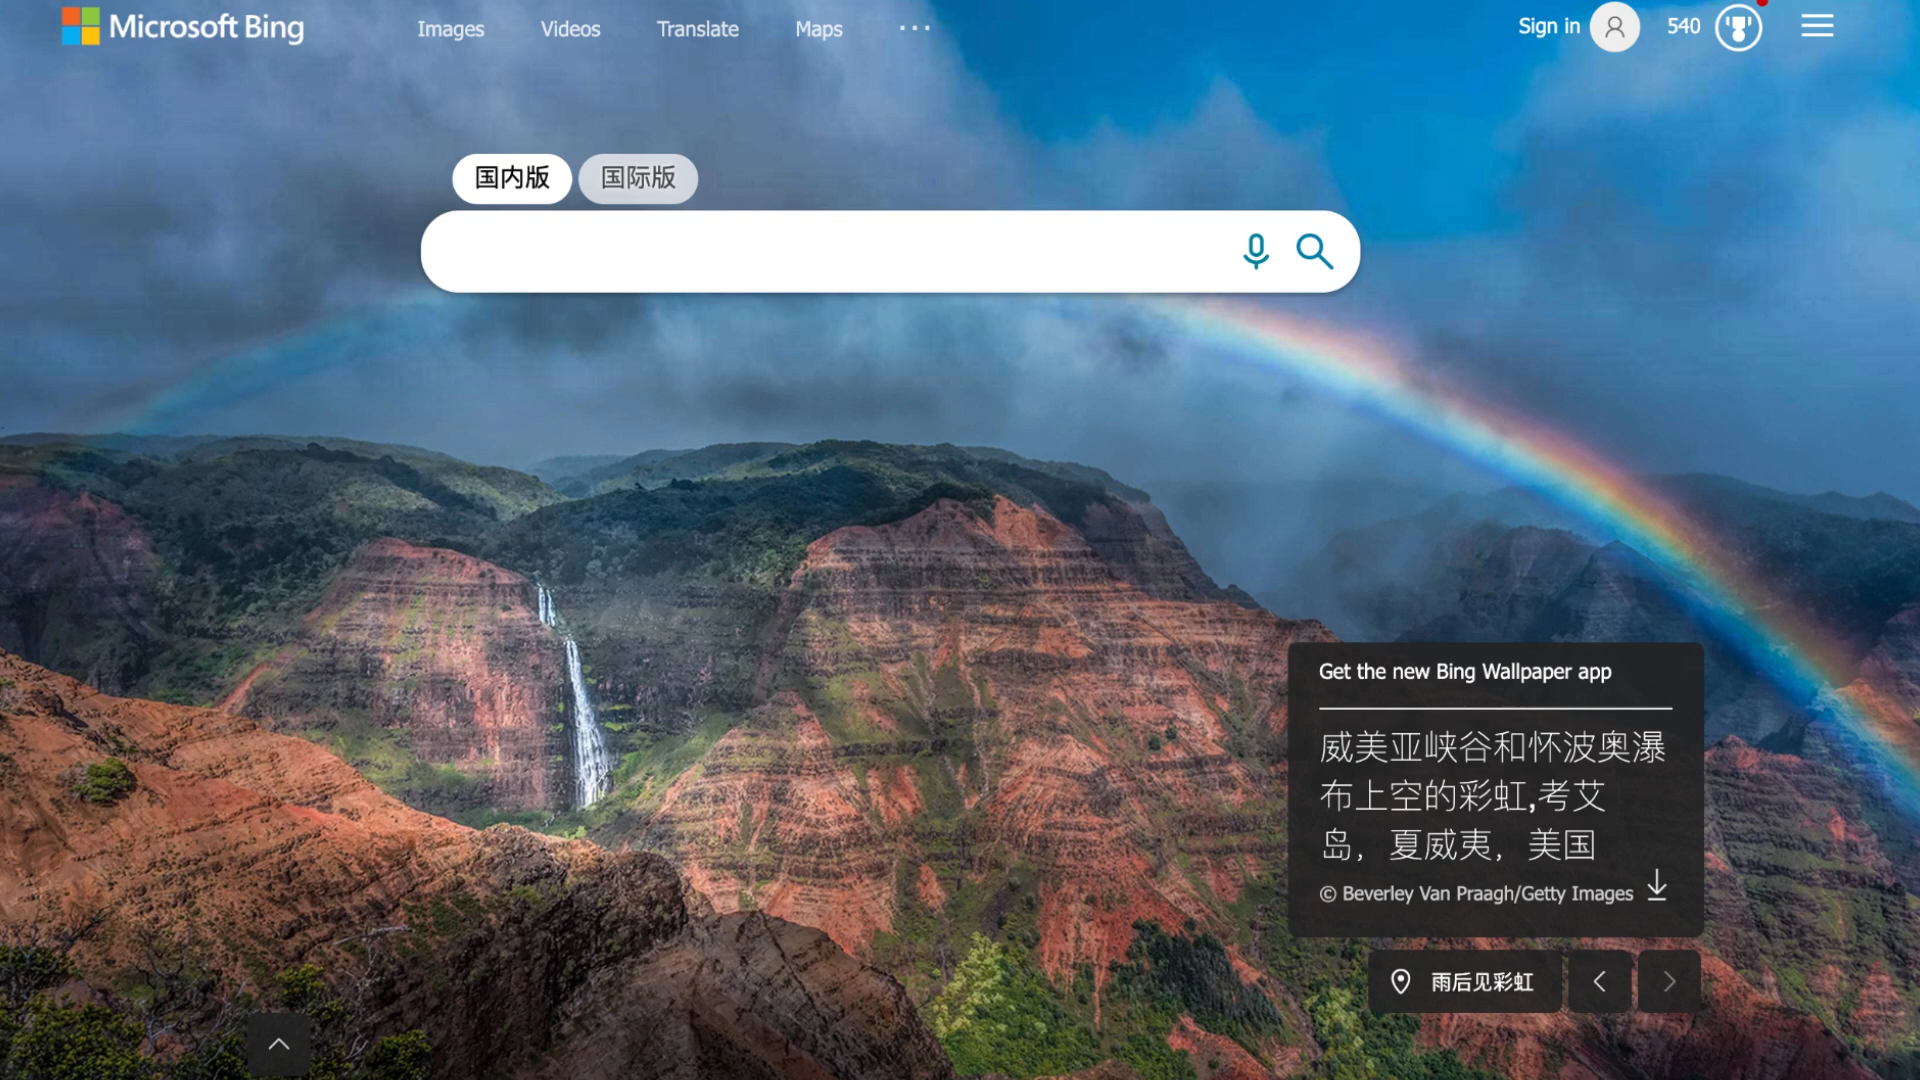 Microsoft Bing
Images
Videos
Translate
Maps
Sign in
540
国内版
国际版
Get the new Bing Wallpaper app
威美亚峡谷和怀波奥瀑
布上空的彩虹,考艾
岛，夏威夷，美国
© Beverley Van Praagh/Getty Images
雨后见彩虹